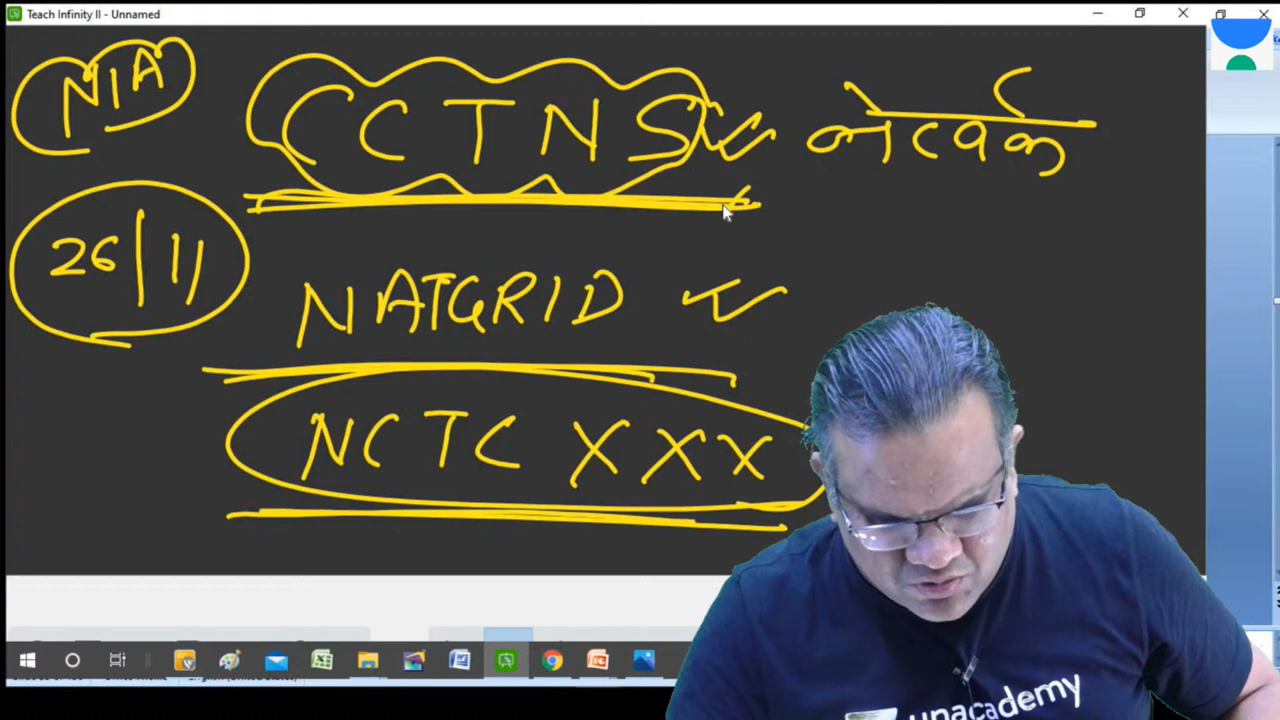 Teach Infinity II - Unnamed
NIA
CCTNS नेटवर्क
26/11
NATGRID
NCTC XXX
unacademy